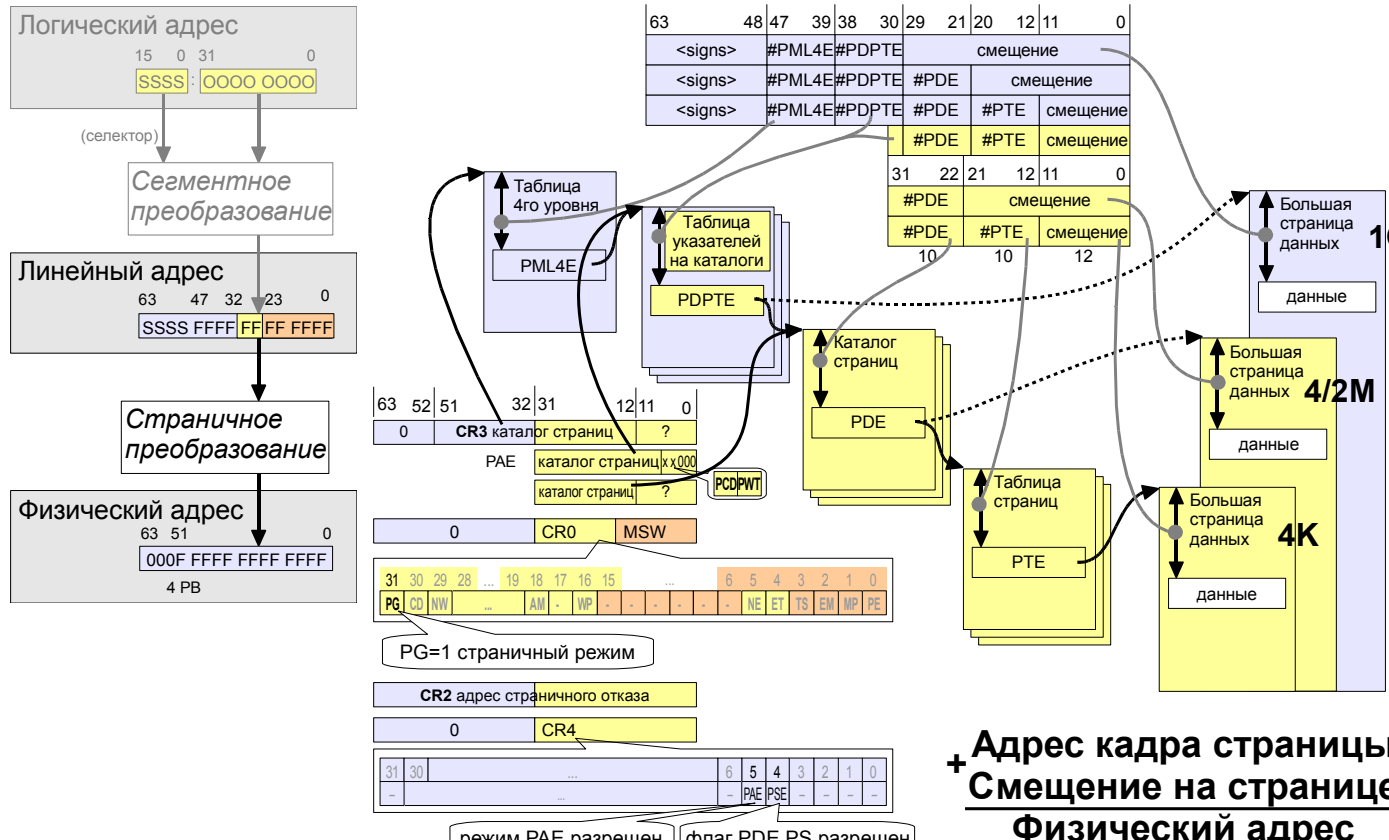 Логический адрес
15 0 31 0
SSSS : OOOO OOOO
(селектор)
Сегментное
преобразование
Линейный адрес
63 47 32 23 0
SSSS FFFF FF FF FFFF
Страничное
преобразование
Физический адрес
63 51 0
000F FFFF FFFF FFFF
4 PB
63 48 47 39 38 30 29 21 20 12 11 0
<signs> #PML4E #PDPTE смещение
<signs> #PML4E #PDPTE #PDE смещение
<signs> #PML4E #PDPTE #PDE #PTE смещение
#PDE #PTE смещение
31 22 21 12 11 0
#PDE смещение
#PDE #PTE смещение
10 10 12
Таблица
4го уровня
PML4E
Таблица
указателей
на каталоги
PDPTE
Каталог
страниц
PDE
Таблица
страниц
PTE
Большая
страница
данных
данные
Большая
страница
данных 4/2M
данные
Большая
страница
данных 4K
данные
63 52 51 32 31 12 11 0
0 CR3 каталог страниц ?
PAE каталог страниц x x 000
каталог страниц ?
PCD PWT
0 CR0 MSW
31 30 29 28 ... 19 18 17 16 15 ... 6 5 4 3 2 1 0
PG CD NW ... AM - WP - - - - - - NE ET TS EM MP PE
PG=1 страничный режим
CR2 адрес страничного отказа
0 CR4
31 30 ... 6 5 4 3 2 1 0
– ... – PAE PSE – – – –
режим PAE разрешен
флаг PDE.PS разрешен
+ Адрес кадра страницы
Смещение на странице
Физический адрес